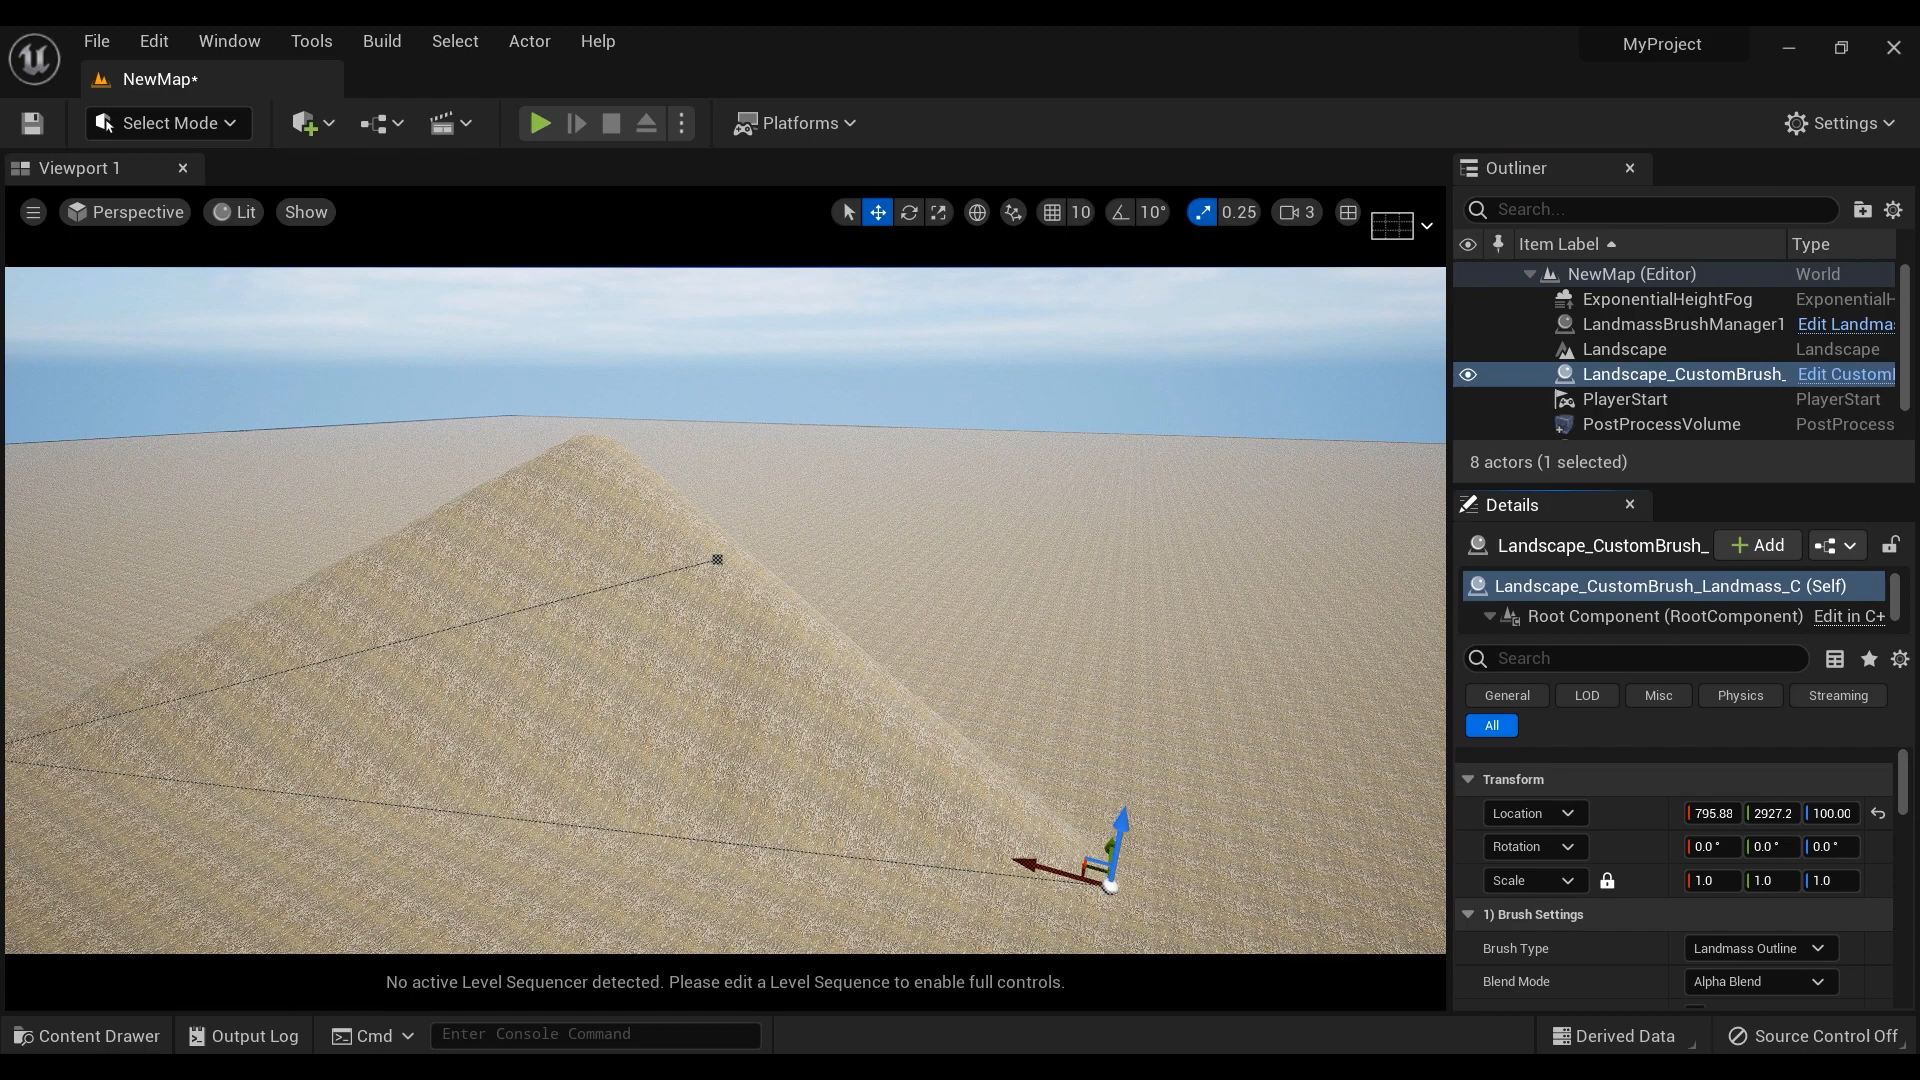 File Edit Window Tools Build Select Actor Help
MyProject
NewMap*
Select Mode
Platforms
Settings
Viewport 1
Perspective Lit Show
10 10° 0.25 3
Outliner
Search...
Item Label Type
NewMap (Editor) World
ExponentialHeightFog ExponentialH
LandmassBrushManager1 Edit Landma
Landscape Landscape
Landscape_CustomBrush_ Edit CustomI
PlayerStart PlayerStart
PostProcessVolume PostProcess
8 actors (1 selected)
Details
Landscape_CustomBrush_ Add
Landscape_CustomBrush_Landmass_C (Self)
Root Component (RootComponent) Edit in C+
Search
General LOD Misc Physics Streaming
All
Transform
Location 795.88 2927.2 100.00
Rotation 0.0° 0.0° 0.0°
Scale 1.0 1.0 1.0
1) Brush Settings
Brush Type Landmass Outline
Blend Mode Alpha Blend
No active Level Sequencer detected. Please edit a Level Sequence to enable full controls.
Content Drawer Output Log Cmd Enter Console Command Derived Data Source Control Off